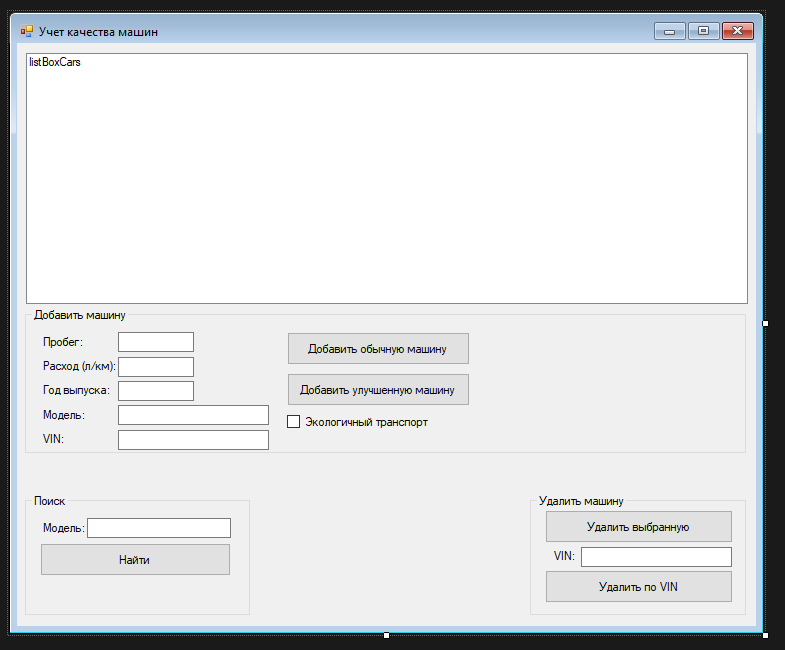 Учет качества машин
listBoxCars
Добавить машину
Пробег:
Добавить обычную машину
Расход (л/км):
Год выпуска:
Добавить улучшенную машину
Модель:
Экологичный транспорт
VIN:
Поиск
Модель:
Найти
Удалить машину
Удалить выбранную
VIN:
Удалить по VIN